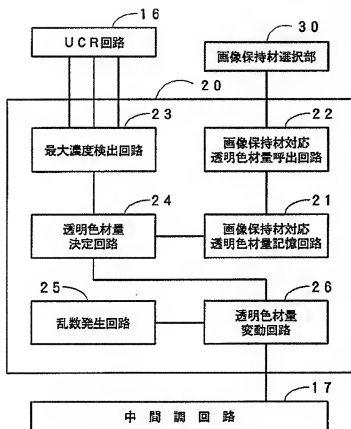 16
30
UCR回路
画像保持材選択部
20
23
22
最大濃度検出回路
画像保持材対応
透明色材量呼出回路
24
21
透明色材量
決定回路
画像保持材対応
透明色材量記憶回路
25
26
乱数発生回路
透明色材量
変動回路
17
中間調回路